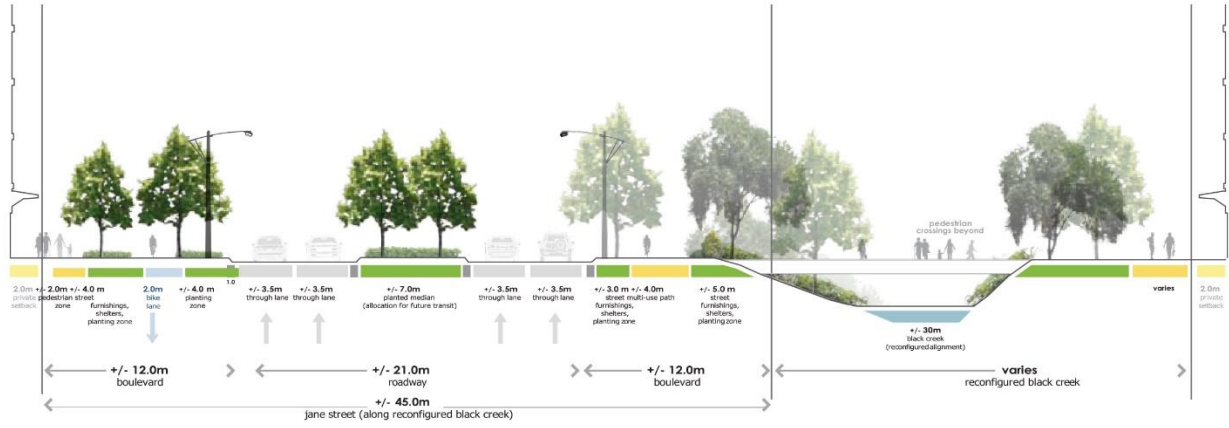 pedestrian
crossings beyond
2.0m
private
setback
+/- 2.0m
pedestrian
zone
+/- 4.0 m
street
furnishings,
shelters,
planting zone
2.0m
bike
lane
+/- 4.0m
planting
zone
1.0
+/- 3.5m
through lane
+/- 3.5m
through lane
+/- 7.0m
planted median
(allocation for future transit)
+/- 3.5m
through lane
+/- 3.5m
through lane
+/- 3.0 m
street
furnishings,
shelters,
planting zone
+/- 4.0m
multi-use path
+/- 5.0 m
street
furnishings,
shelters,
planting zone
+/- 30m
black creek
(reconfigured alignment)
varies
2.0m
private
setback
+/- 12.0m
boulevard
+/- 21.0m
roadway
+/- 12.0m
boulevard
varies
reconfigured black creek
+/- 45.0m
jane street (along reconfigured black creek)